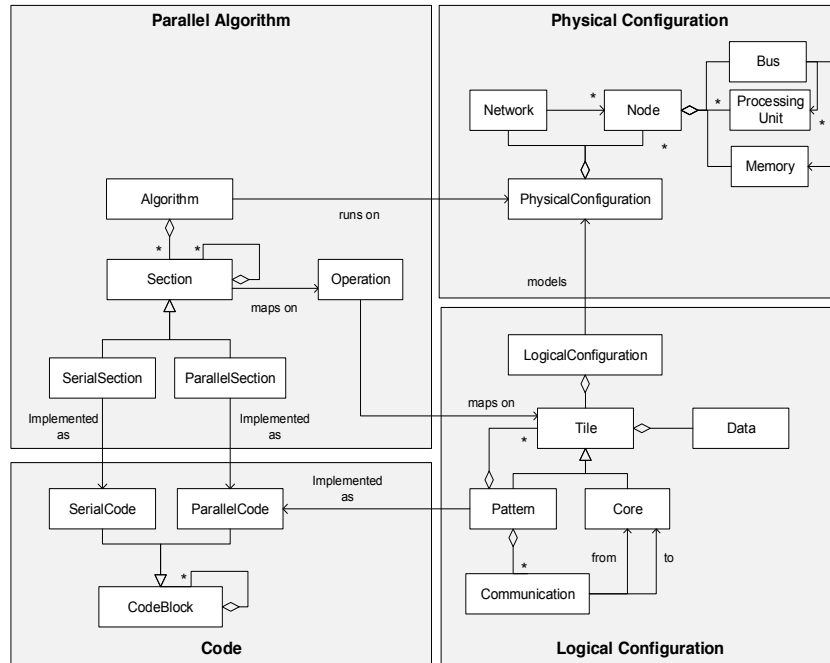 Parallel Algorithm
Physical Configuration
Bus
Network
*
Node
*
Processing
Unit
*
*
Memory
Algorithm
runs on
PhysicalConfiguration
*
*
Section
Operation
maps on
models
LogicalConfiguration
SerialSection
ParallelSection
maps on
Implemented
as
Implemented
as
Tile
Data
*
Implemented
as
SerialCode
ParallelCode
Pattern
Core
from
to
*
*
Communication
CodeBlock
Code
Logical Configuration